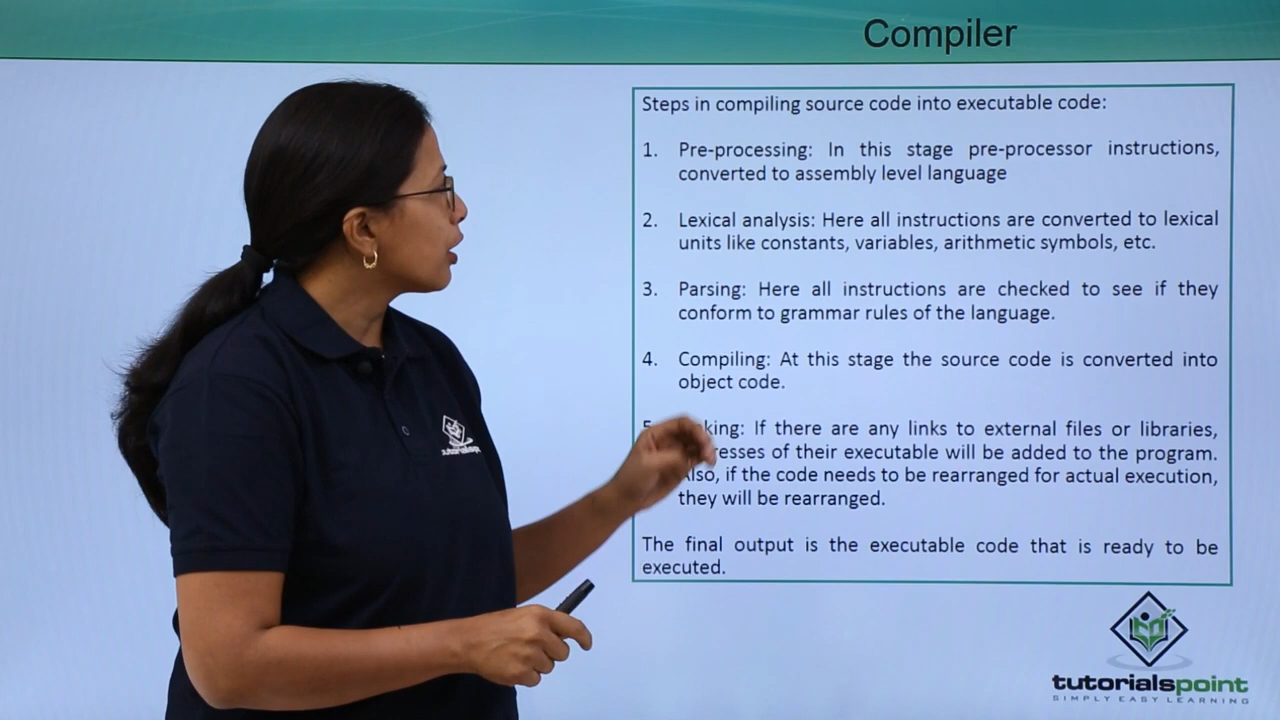 Compiler
Steps in compiling source code into executable code:
1. Pre-processing: In this stage pre-processor instructions,
converted to assembly level language
2. Lexical analysis: Here all instructions are converted to lexical
units like constants, variables, arithmetic symbols, etc.
3. Parsing: Here all instructions are checked to see if they
conform to grammar rules of the language.
4. Compiling: At this stage the source code is converted into
object code.
If there are any links to external files or libraries,
of their executable will be added to the program.
if the code needs to be rearranged for actual execution,
they will be rearranged.
The final output is the executable code that is ready to be
executed.
tutorialspoint
SIMPLY EASY LEARNING